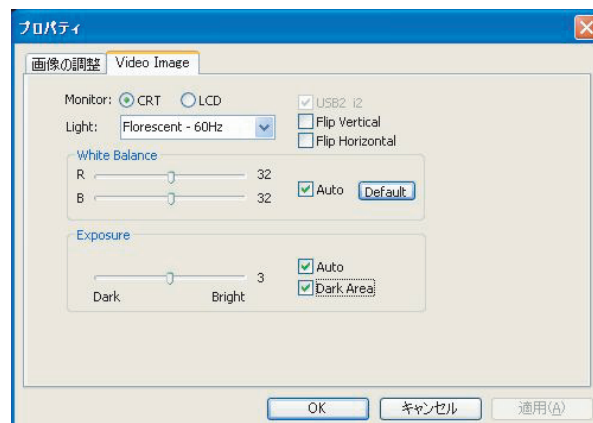 プロパティ
画像の調整 Video Image
Monitor: CRT LCD
USB2 i2
Light: Florescent - 60Hz
Flip Vertical
Flip Horizontal
White Balance
R 32
B 32
Auto Default
Exposure
3
Auto
Dark Bright
Dark Area
OK キャンセル 適用(A)